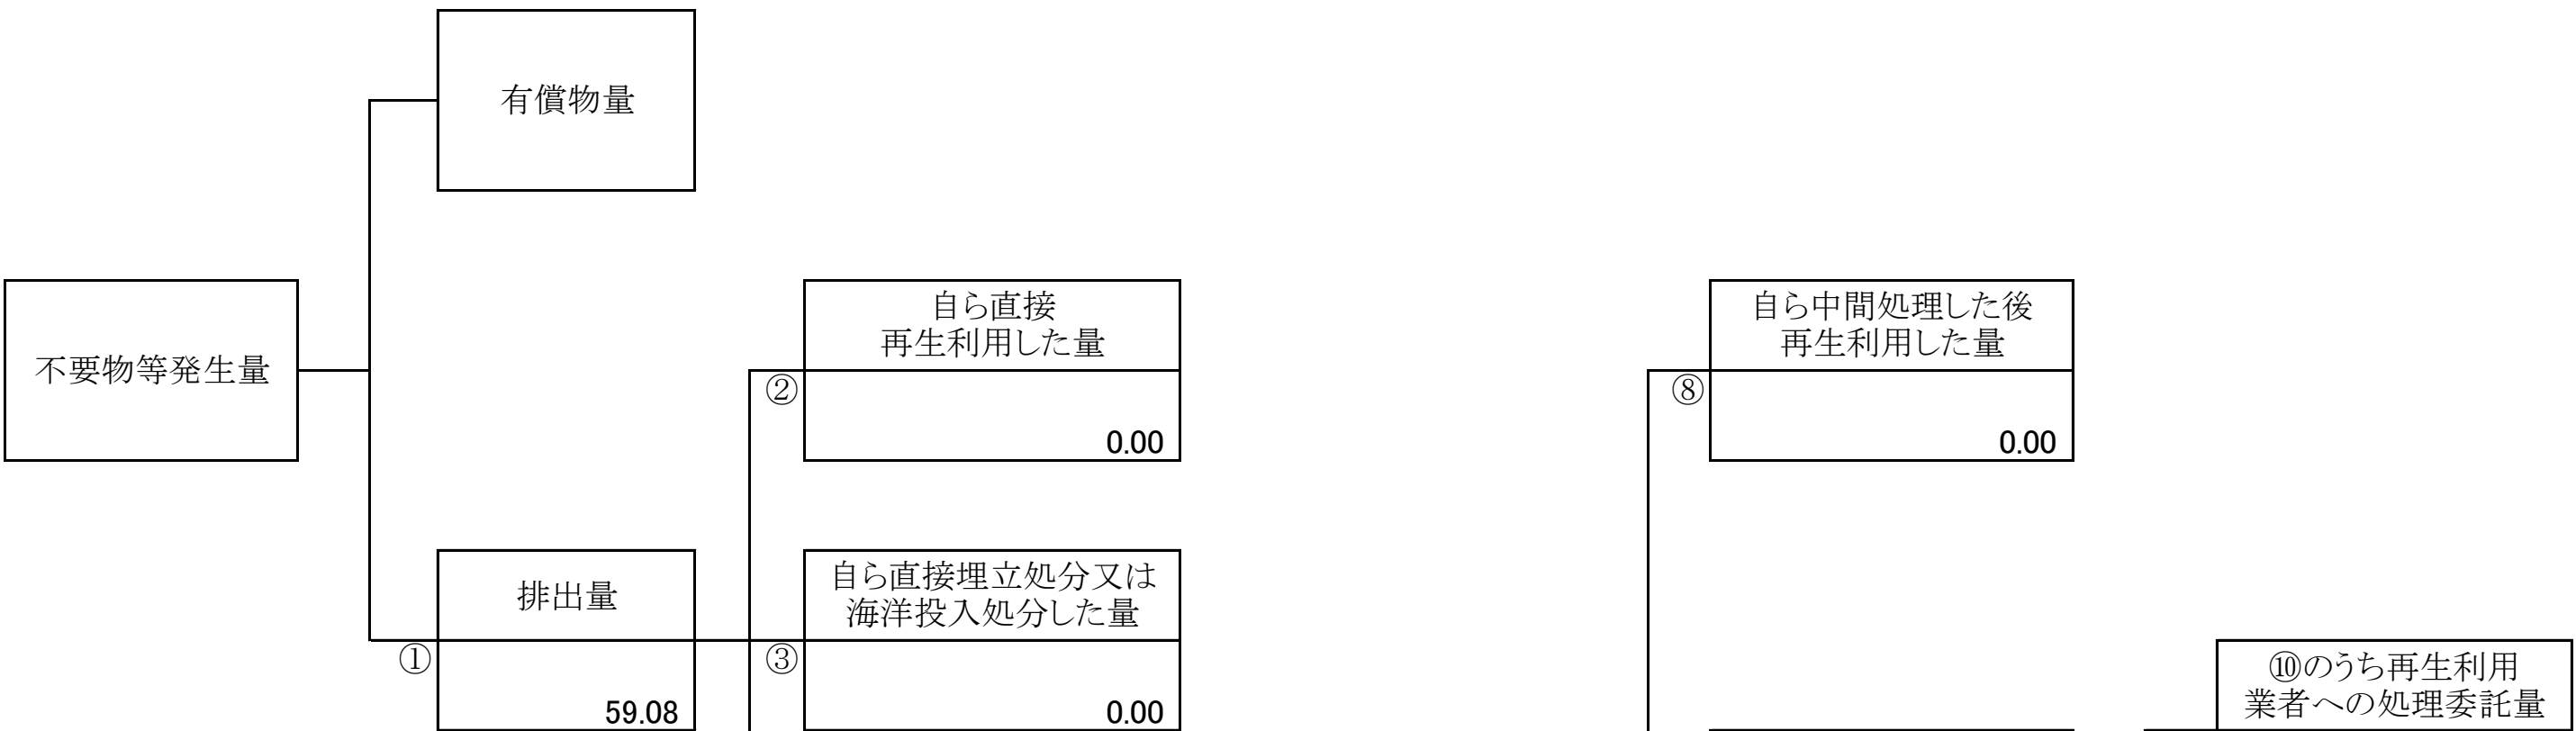 有償物量
不要物等発生量
自ら直接
再生利用した量
②
0.00
自ら中間処理した後
再生利用した量
⑧
0.00
排出量
①
59.08
自ら直接埋立処分又は
海洋投入処分した量
③
0.00
⑩のうち再生利用
業者への処理委託量